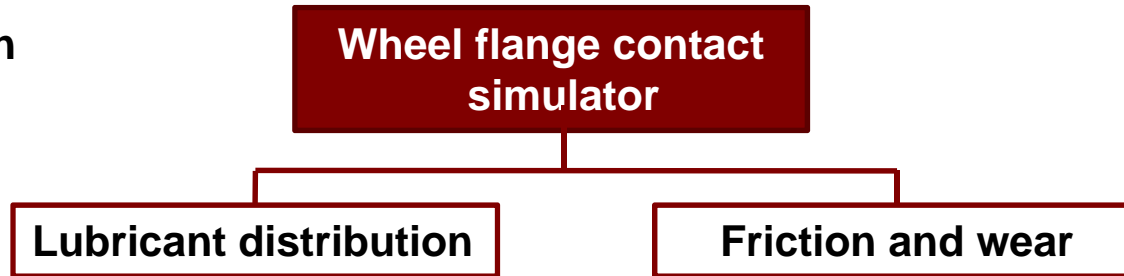 Wheel flange contact
simulator
Lubricant distribution
Friction and wear